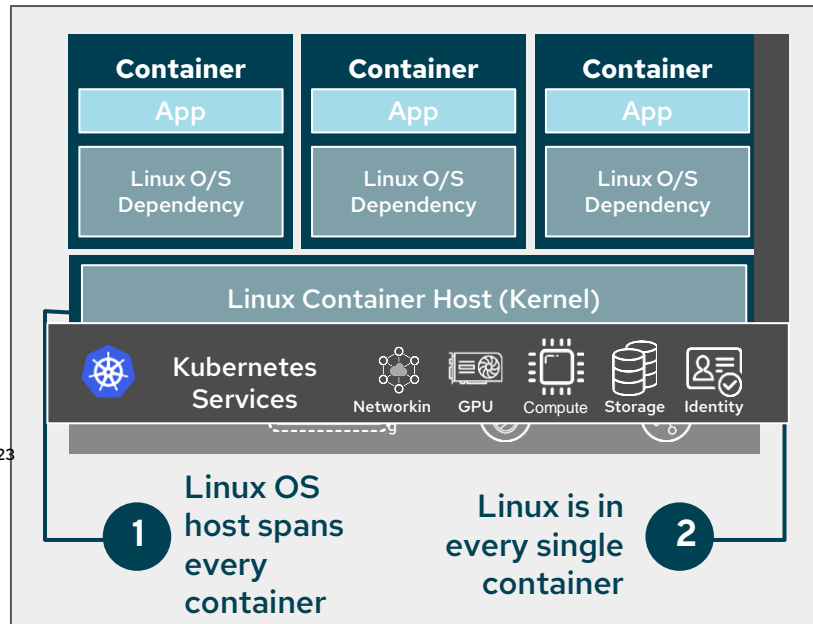 Container
App
Linux O/S
Dependency
Container
App
Linux O/S
Dependency
Container
App
Linux O/S
Dependency
Linux Container Host (Kernel)
Kubernetes
Services
Networkin
g
GPU
Compute
Storage
Identity
23
1
Linux OS
host spans
every
container
Linux is in
every single
container
2